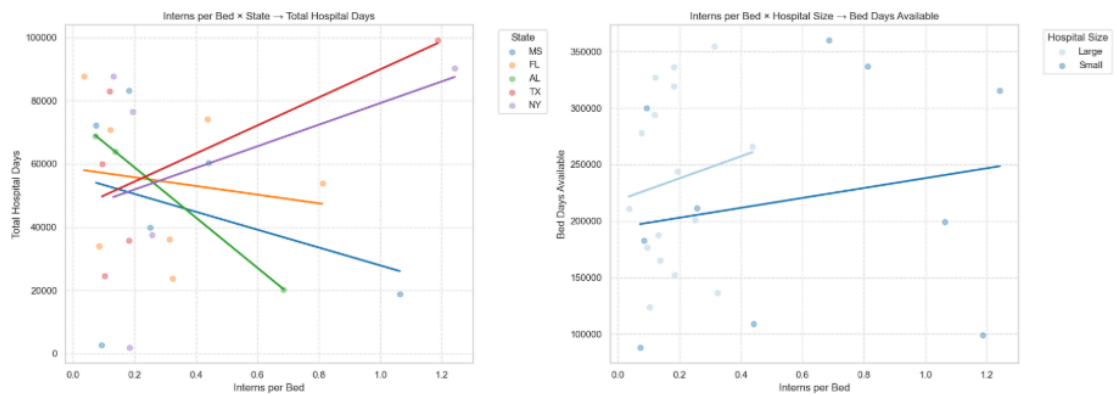 Interns per Bed × State → Total Hospital Days
State
MS
FL
AL
TX
NY
100000
80000
60000
40000
20000
0
Total Hospital Days
0.0 0.2 0.4 0.6 0.8 1.0 1.2
Interns per Bed
Interns per Bed × Hospital Size → Bed Days Available
Hospital Size
Large
Small
350000
300000
250000
200000
150000
100000
Bed Days Available
0.0 0.2 0.4 0.6 0.8 1.0 1.2
Interns per Bed